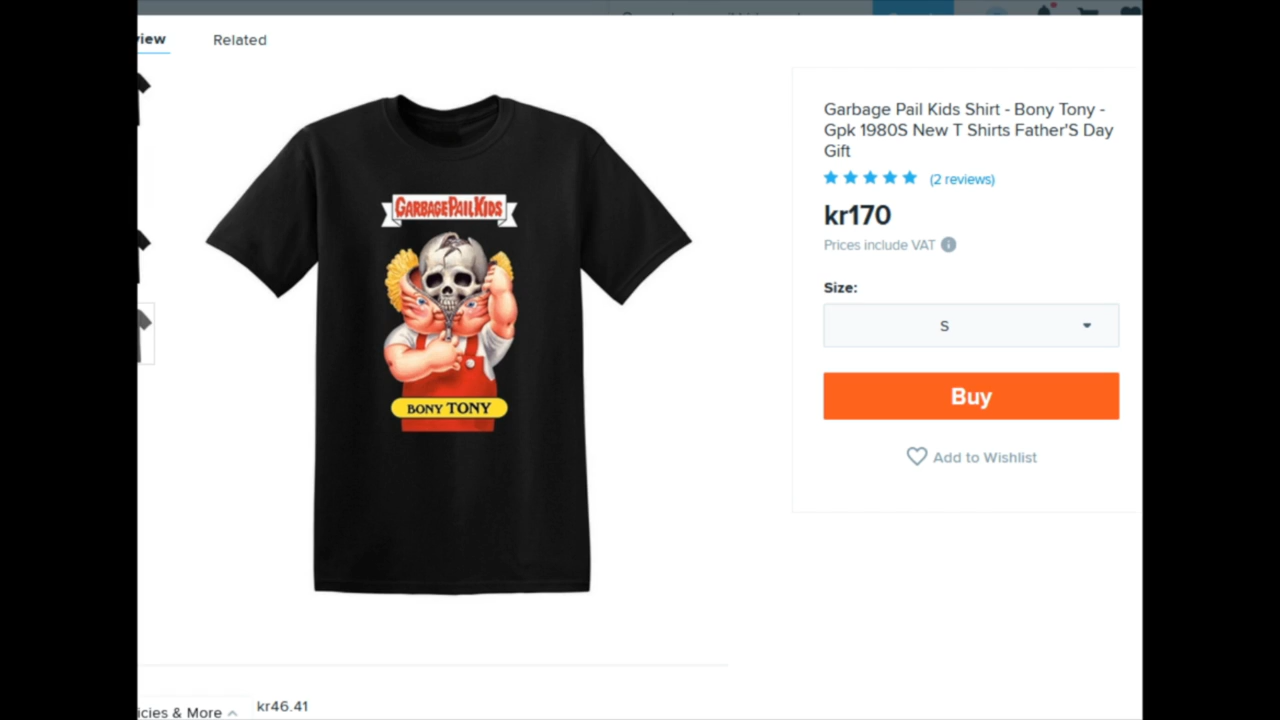 view
Related
Garbage Pail Kids Shirt - Bony Tony -
Gpk 1980S New T Shirts Father'S Day
Gift
(2 reviews)
kr170
Prices include VAT
Size:
S
Buy
Add to Wishlist
GARBAGE PAIL KIDS
BONY TONY
icies & More
kr46.41